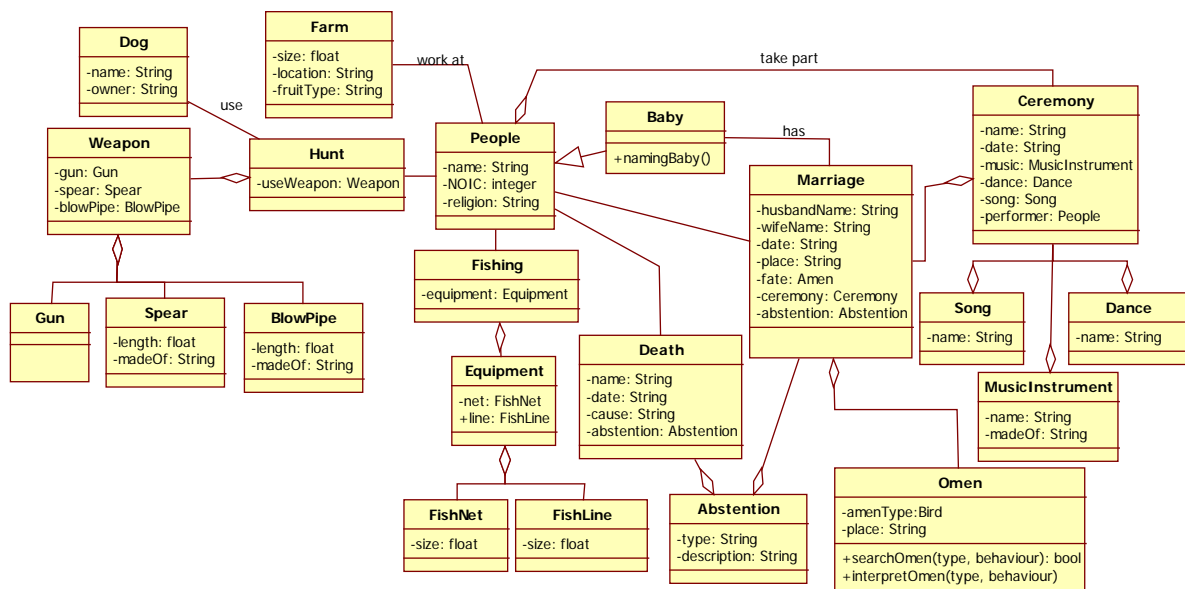 Dog
-name: String
-owner: String
Farm
-size: float
-location: String
-fruitType: String
work at
take part
use
Weapon
-gun: Gun
-spear: Spear
-blowPipe: BlowPipe
Hunt
-useWeapon: Weapon
People
-name: String
-NOIC: integer
-religion: String
Baby
+namingBaby()
has
Ceremony
-name: String
-date: String
-music: MusicInstrument
-dance: Dance
-song: Song
-performer: People
Marriage
-husbandName: String
-wifeName: String
-date: String
-place: String
-fate: Amen
-ceremony: Ceremony
-abstention: Abstention
Fishing
-equipment: Equipment
Gun
Spear
-length: float
-madeOf: String
BlowPipe
-length: float
-madeOf: String
Song
-name: String
Dance
-name: String
Equipment
-net: FishNet
+line: FishLine
Death
-name: String
-date: String
-cause: String
-abstention: Abstention
MusicInstrument
-name: String
-madeOf: String
FishNet
-size: float
FishLine
-size: float
Abstention
-type: String
-description: String
Omen
-amenType:Bird
-place: String
+searchOmen(type, behaviour): bool
+interpretOmen(type, behaviour)